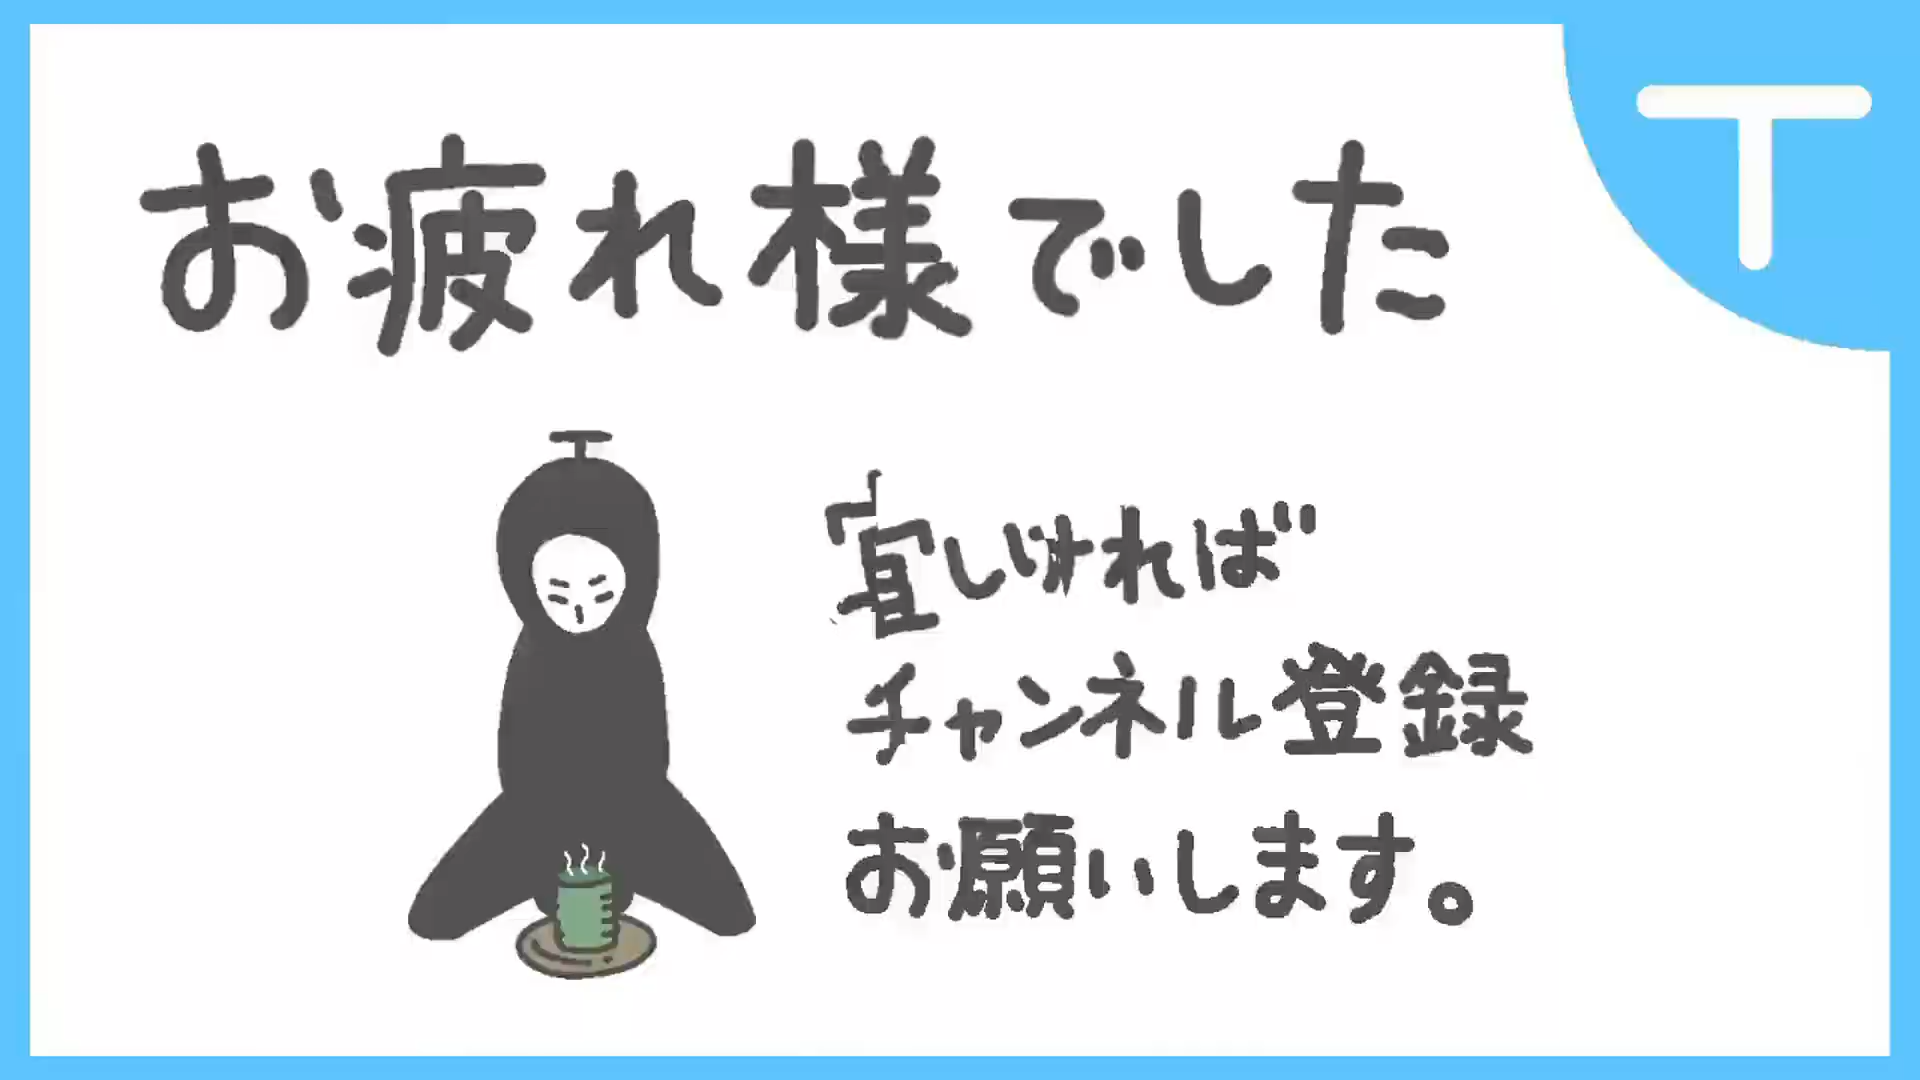 お疲れ様でした
T
宜しければ
チャンネル登録
お願いします。